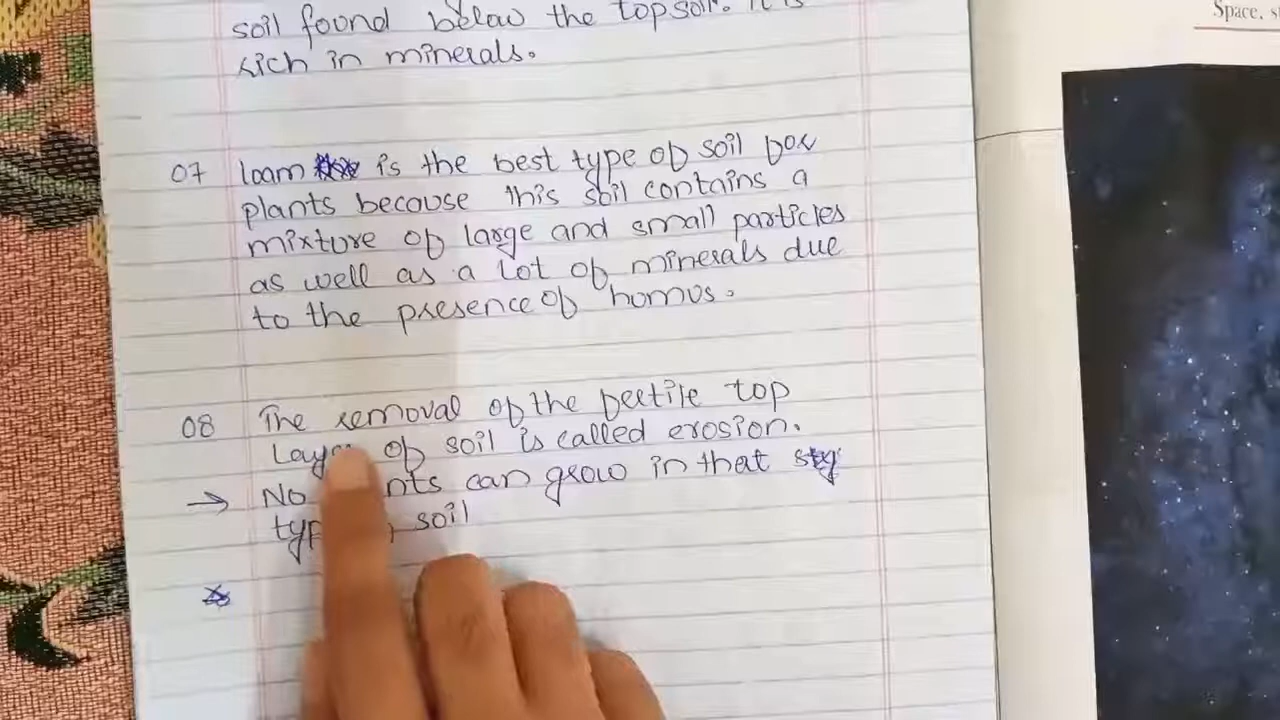 soil found below the topsoil. It is
rich in minerals.
07 loam is the best type of soil for
plants because this soil contains a
mixture of large and small particles
as well as a lot of minerals due
to the presence of homus.
08 The removal of the fertile top
Layer of soil is called erosion.
→ No nts can grow in that
soil
Space,